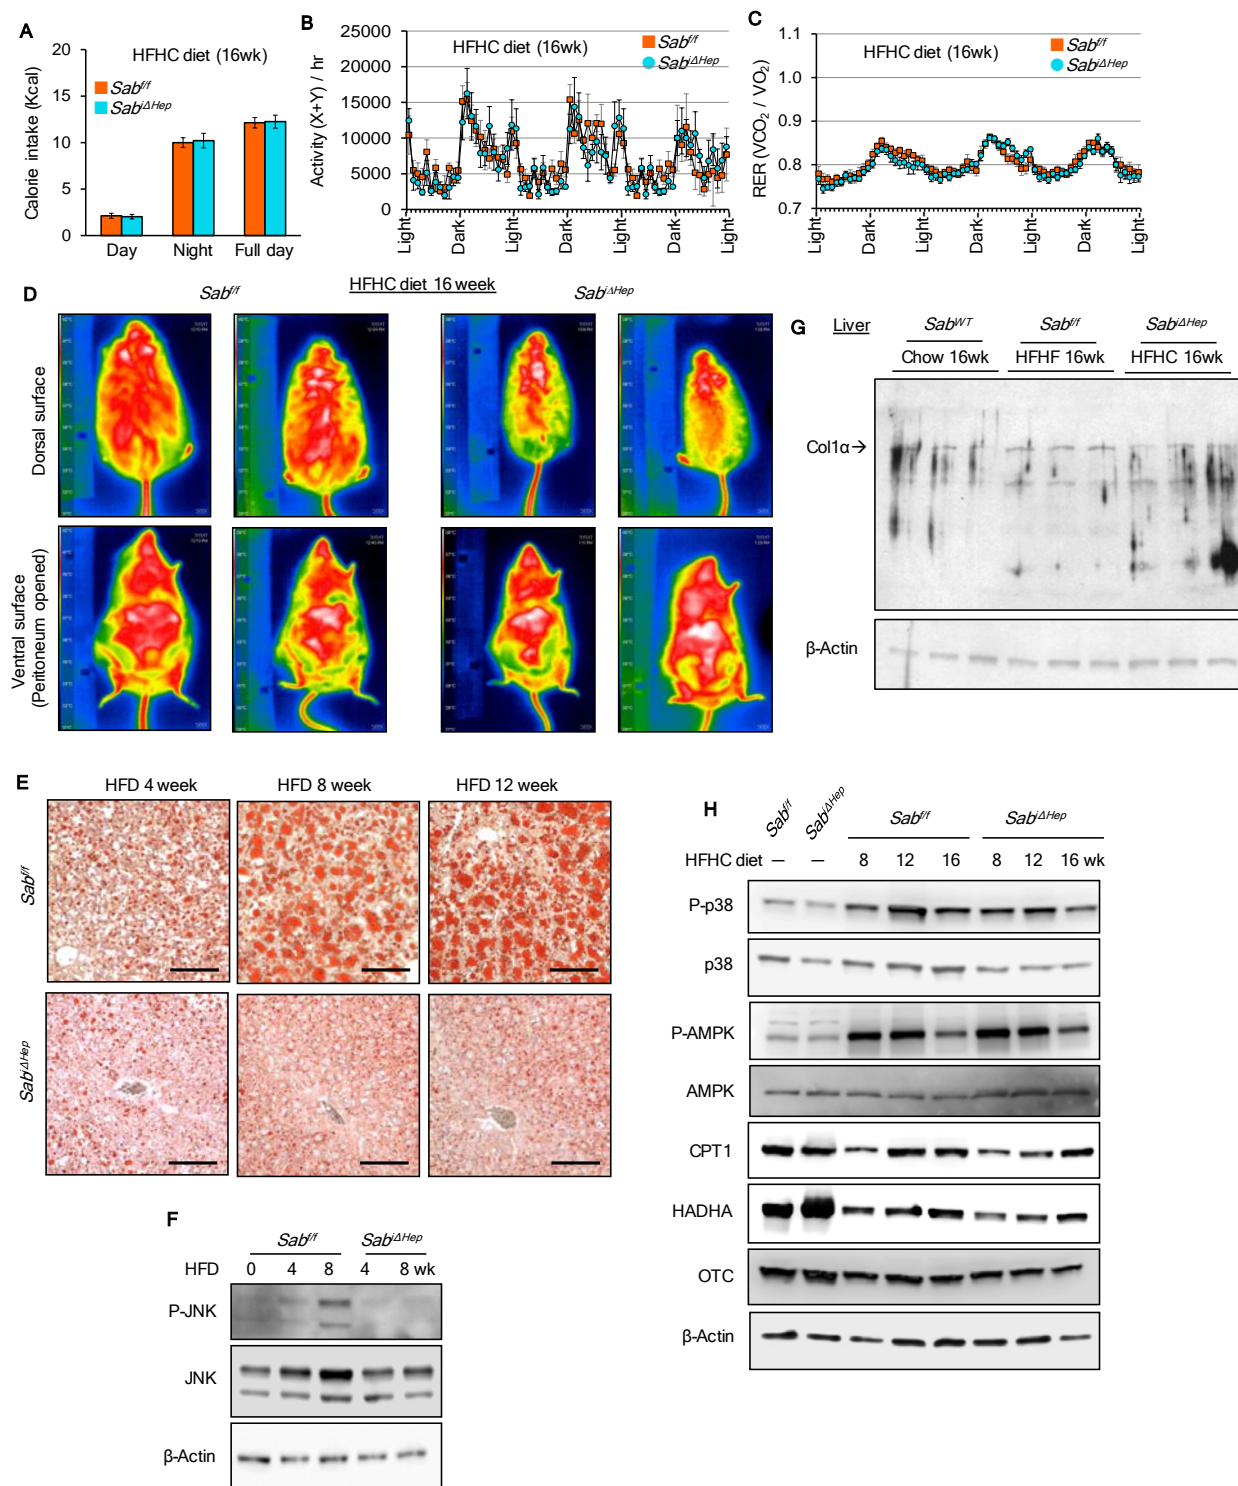 A
HFHC diet (16wk)
Sab^f/f
Sab^iΔHep
Calorie intake (Kcal)
20
15
10
5
0
Day Night Full day
B
HFHC diet (16wk)
Sab^f/f
Sab^iΔHep
Activity (X+Y) / hr
25000
20000
15000
10000
5000
0
Light Dark Light Dark Light Dark Light
C
HFHC diet (16wk)
Sab^f/f
Sab^iΔHep
RER (VCO₂ / VO₂)
1.1
1.0
0.9
0.8
0.7
Light Dark Light Dark Light Dark Light
D
HFHC diet 16 week
Sab^f/f Sab^iΔHep
Dorsal surface
Ventral surface
(Peritoneum opened)
E
HFD 4 week HFD 8 week HFD 12 week
Sab^f/f
Sab^iΔHep
F
Sab^f/f Sab^iΔHep
HFD 0 4 8 4 8 wk
P-JNK
JNK
β-Actin
G
Liver Sab^WT Sab^f/f Sab^iΔHep
Chow 16wk HFHF 16wk HFHC 16wk
Col1α→
β-Actin
H
Sab^f/f Sab^iΔHep Sab^f/f Sab^iΔHep
HFHC diet – – 8 12 16 8 12 16 wk
P-p38
p38
P-AMPK
AMPK
CPT1
HADHA
OTC
β-Actin